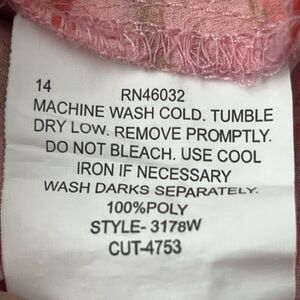 14 RN46032
MACHINE WASH COLD. TUMBLE
DRY LOW. REMOVE PROMPTLY.
DO NOT BLEACH. USE COOL
IRON IF NECESSARY
WASH DARKS SEPARATELY.
100%POLY
STYLE- 3178W
CUT-4753